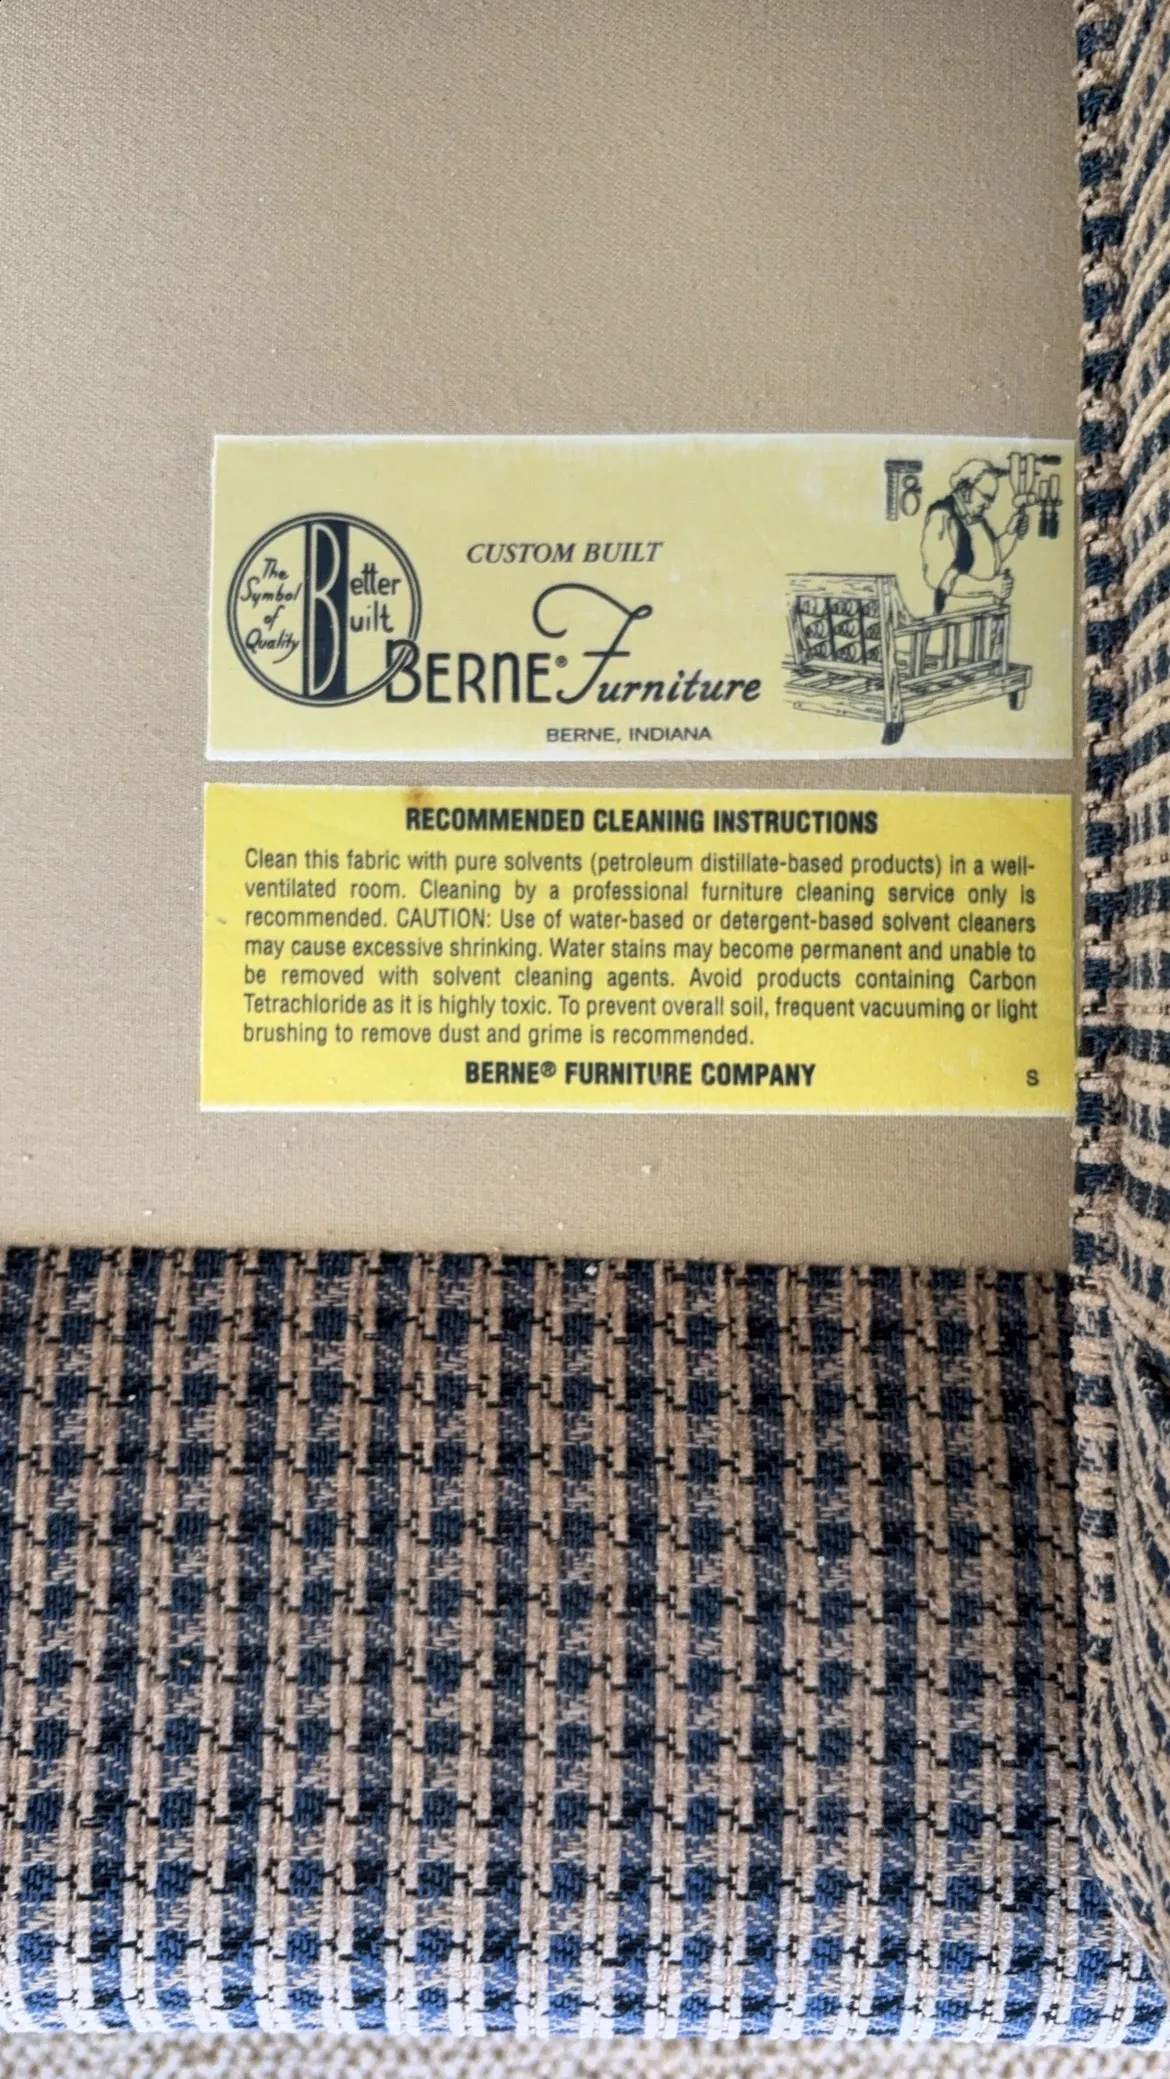 The
Symbol
of
Quality
Better
Built
CUSTOM BUILT
BERNE® Furniture
BERNE, INDIANA
RECOMMENDED CLEANING INSTRUCTIONS
Clean this fabric with pure solvents (petroleum distillate-based products) in a well-
ventilated room. Cleaning by a professional furniture cleaning service only is
recommended. CAUTION: Use of water-based or detergent-based solvent cleaners
may cause excessive shrinking. Water stains may become permanent and unable to
be removed with solvent cleaning agents. Avoid products containing Carbon
Tetrachloride as it is highly toxic. To prevent overall soil, frequent vacuuming or light
brushing to remove dust and grime is recommended.
BERNE® FURNITURE COMPANY
S